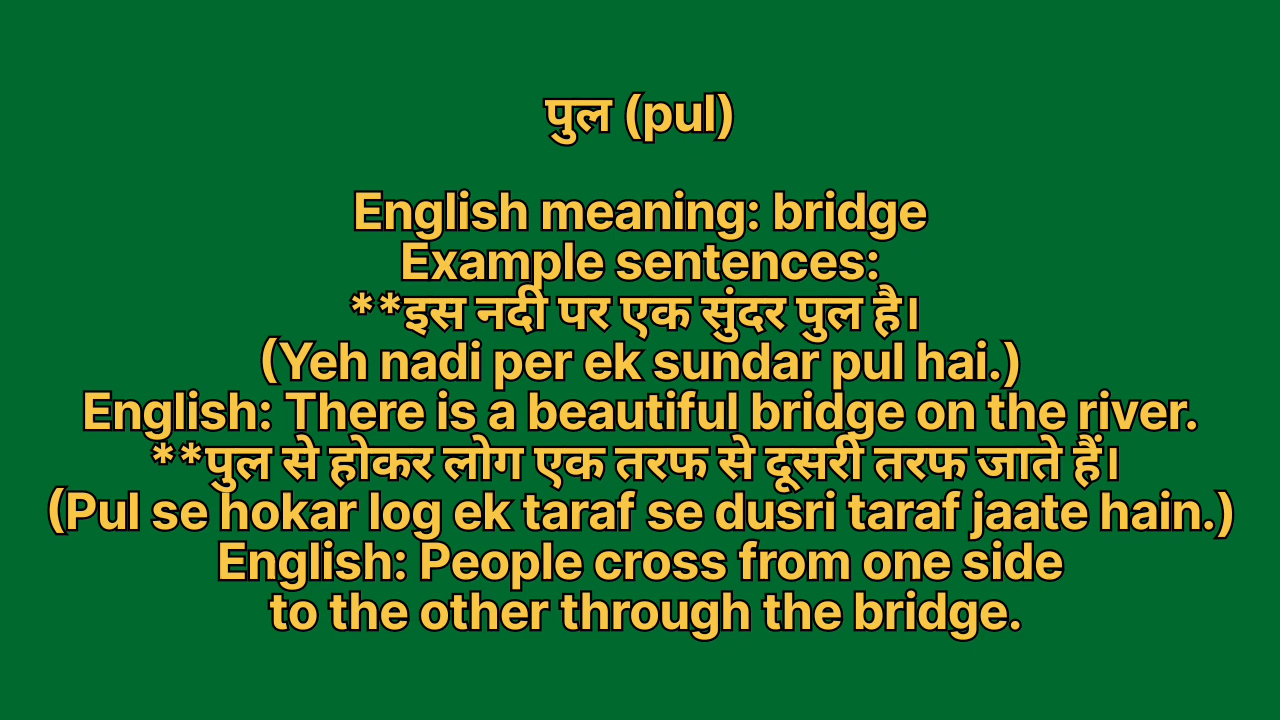 पुल (pul)
English meaning: bridge
Example sentences:
**इस नदी पर एक सुंदर पुल है।
(Yeh nadi per ek sundar pul hai.)
English: There is a beautiful bridge on the river.
**पुल से होकर लोग एक तरफ से दूसरी तरफ जाते हैं।
(Pul se hokar log ek taraf se dusri taraf jaate hain.)
English: People cross from one side
to the other through the bridge.